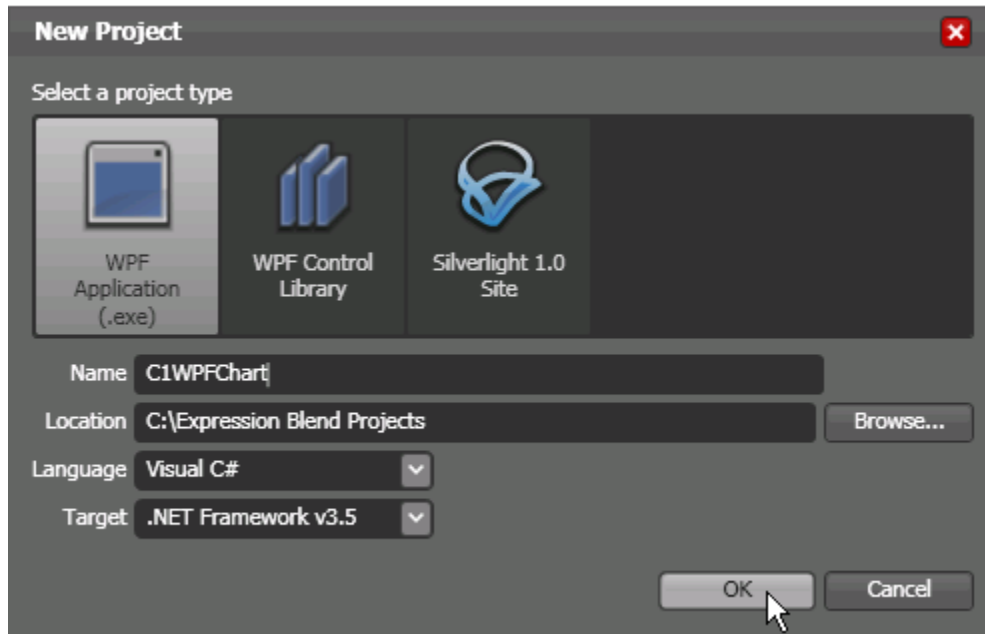 New Project
Select a project type
WPF
Application
(.exe)
WPF Control
Library
Silverlight 1.0
Site
Name C1WPFChart
Location C:\Expression Blend Projects Browse...
Language Visual C#
Target .NET Framework v3.5
OK Cancel